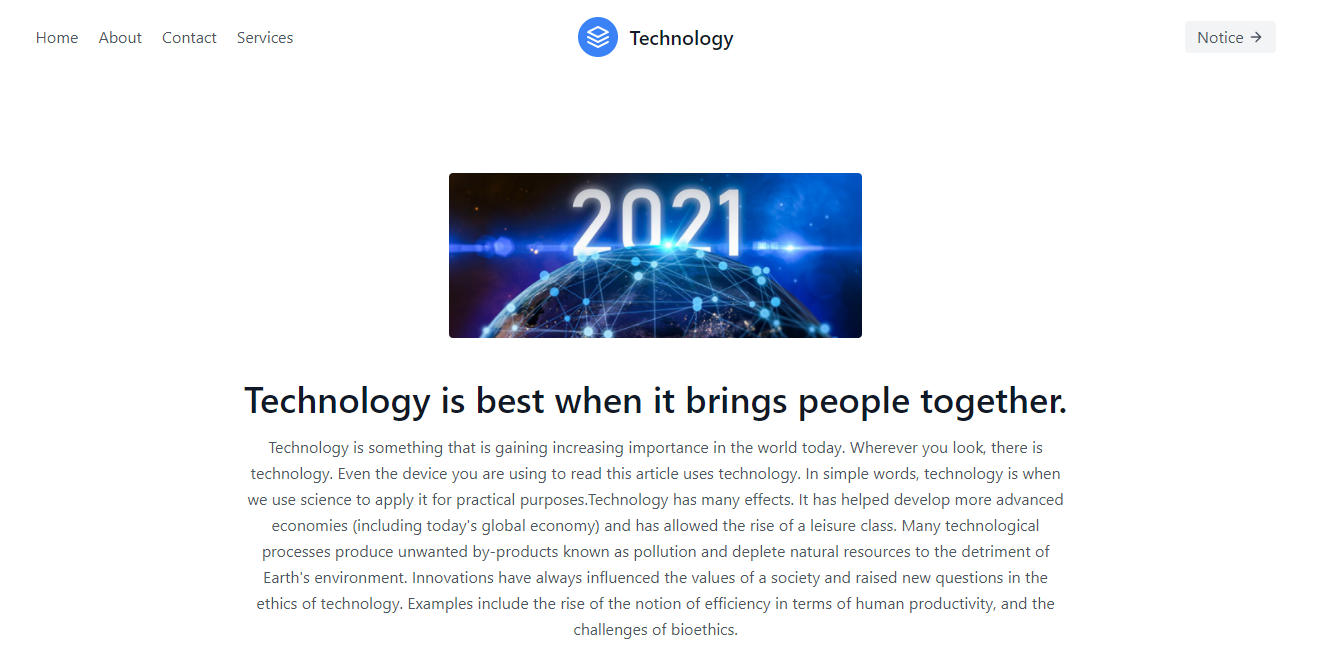 Home About Contact Services
Technology
Notice →
2021
Technology is best when it brings people together.
Technology is something that is gaining increasing importance in the world today. Wherever you look, there is
technology. Even the device you are using to read this article uses technology. In simple words, technology is when
we use science to apply it for practical purposes.Technology has many effects. It has helped develop more advanced
economies (including today's global economy) and has allowed the rise of a leisure class. Many technological
processes produce unwanted by-products known as pollution and deplete natural resources to the detriment of
Earth's environment. Innovations have always influenced the values of a society and raised new questions in the
ethics of technology. Examples include the rise of the notion of efficiency in terms of human productivity, and the
challenges of bioethics.